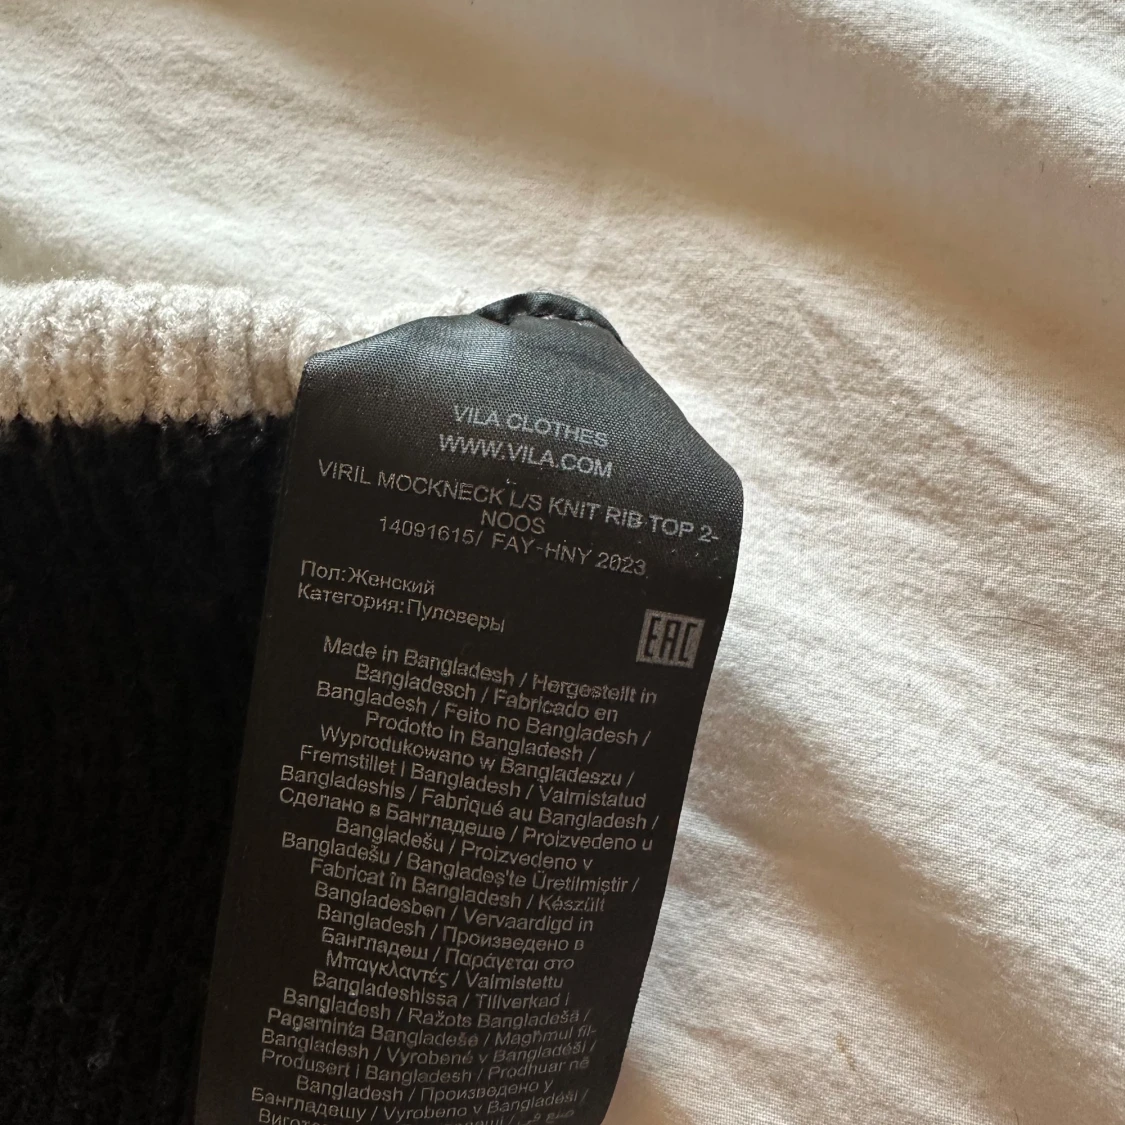 VILA CLOTHES
WWW.VILA.COM
VIRIL MOCKNECK L/S KNIT RIB TOP 2-
NOOS
14091615/ FAY-HNY 2023
Пол:Женский
Категория:Пуловеры
EAC
Made in Bangladesh / Hergestellt in
Bangladesch / Fabricado en
Bangladesh / Feito no Bangladesh /
Prodotto in Bangladesh /
Wyprodukowano w Bangladeszu /
Fremstillet i Bangladesh / Valmistatud
Bangladeshis / Fabriqué au Bangladesh /
Сделано в Бангладеше / Proizvedeno u
Bangladešu / Proizvedeno v
Bangladešu / Bangladeş'te Üretilmiştir /
Fabricat în Bangladesh / Készült
Bangladesben / Vervaardigd in
Bangladesh / Произведено в
Бангладеш / Παράγεται στο
Μπαγκλαντές / Valmistettu
Bangladeshissa / Tillverkad i
Bangladesh / Ražots Bangladešā /
Pagaminta Bangladeše / Magħmul fil-
Bangladesh / Vyrobené v Bangladéši /
Produsert i Bangladesh / Prodhuar në
Bangladesh / Произведено у
Бангладешу / Vyrobeno v Bangladéši /